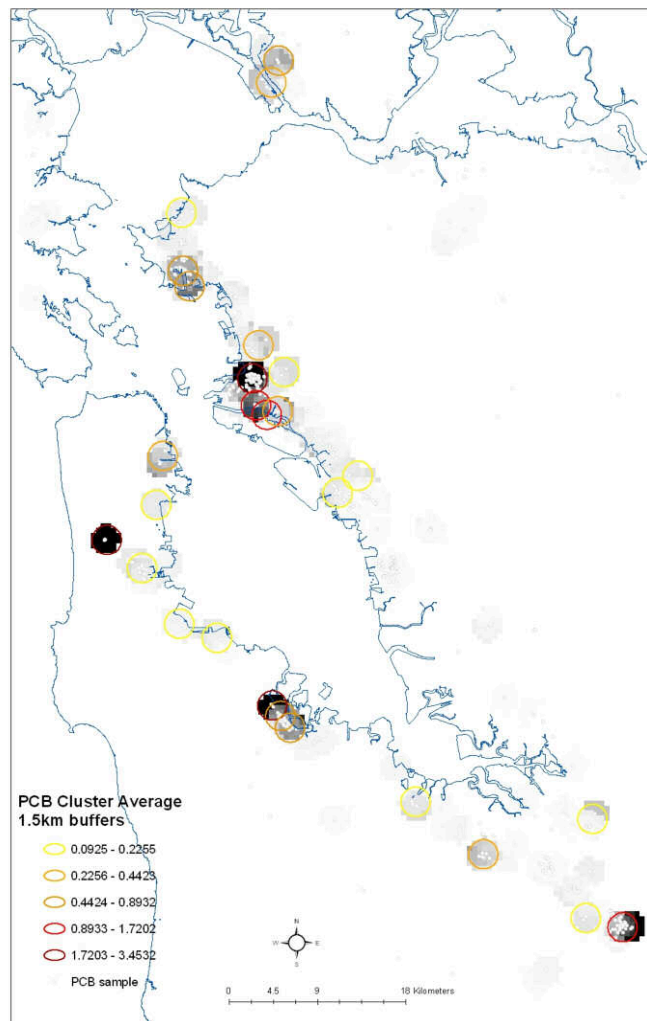 PCB Cluster Average
1.5km buffers
0.0925 - 0.2255
0.2256 - 0.4423
0.4424 - 0.8932
0.8933 - 1.7202
1.7203 - 3.4532
PCB sample
N
W E
S
0 4.5 9 18 Kilometers